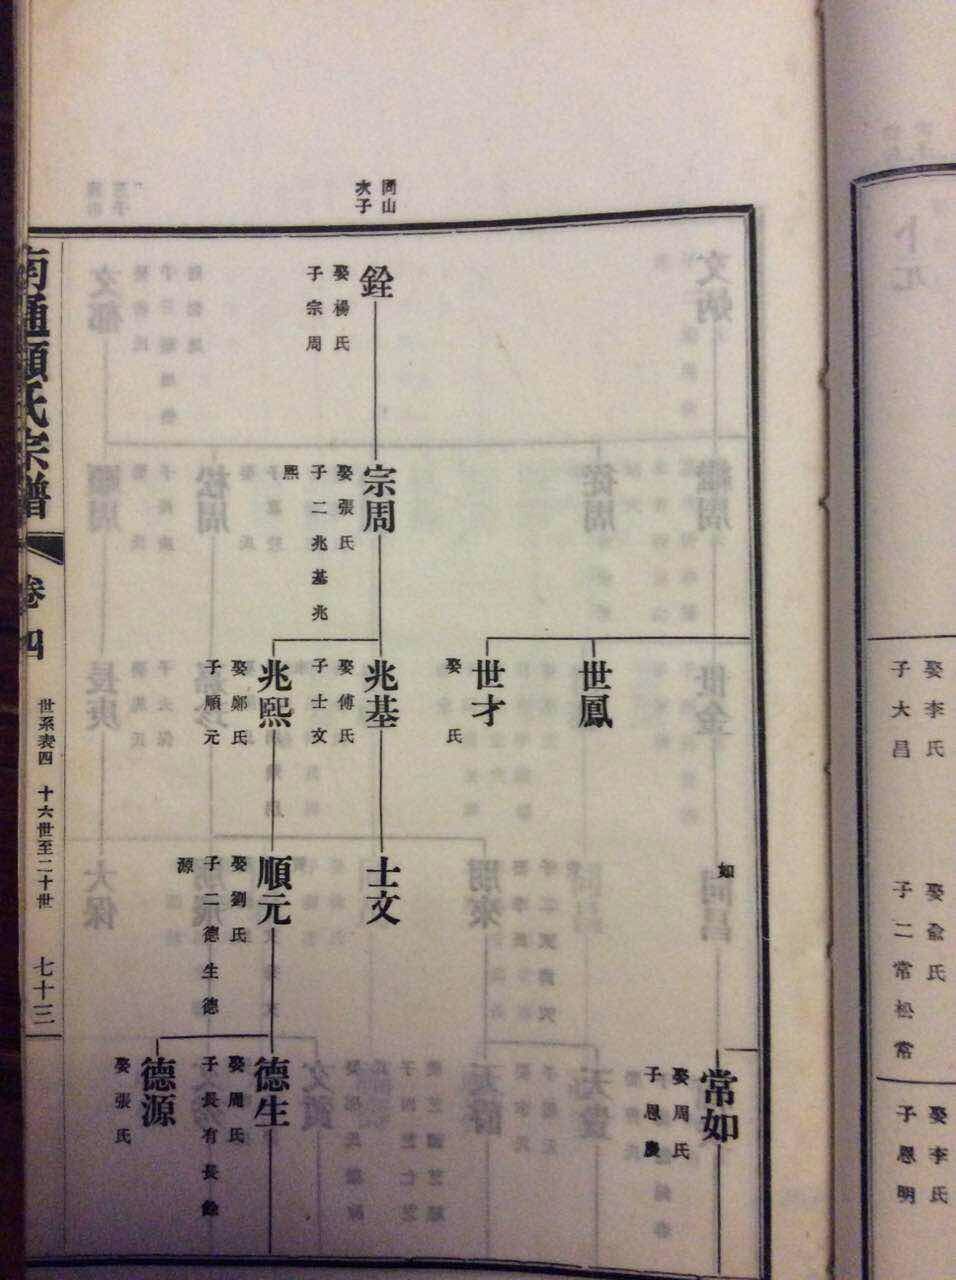 卜元
娶李氏
子大昌
娶兪氏
子二常松常
娶李氏
子恩明
岡山
次子
銓
娶楊氏
子宗周
宗周
娶張氏
子二兆基兆
熙
世鳳
世才
娶 氏
兆基
娶傅氏
子士文
兆熙
娶鄭氏
子順元
如
士文
順元
娶劉氏
子二德生德
源
常如
娶周氏
子恩慶
德生
娶周氏
子長有長餘
德源
娶張氏
南通顧氏宗譜
卷四
世系表四 十六世至二十世
七十三